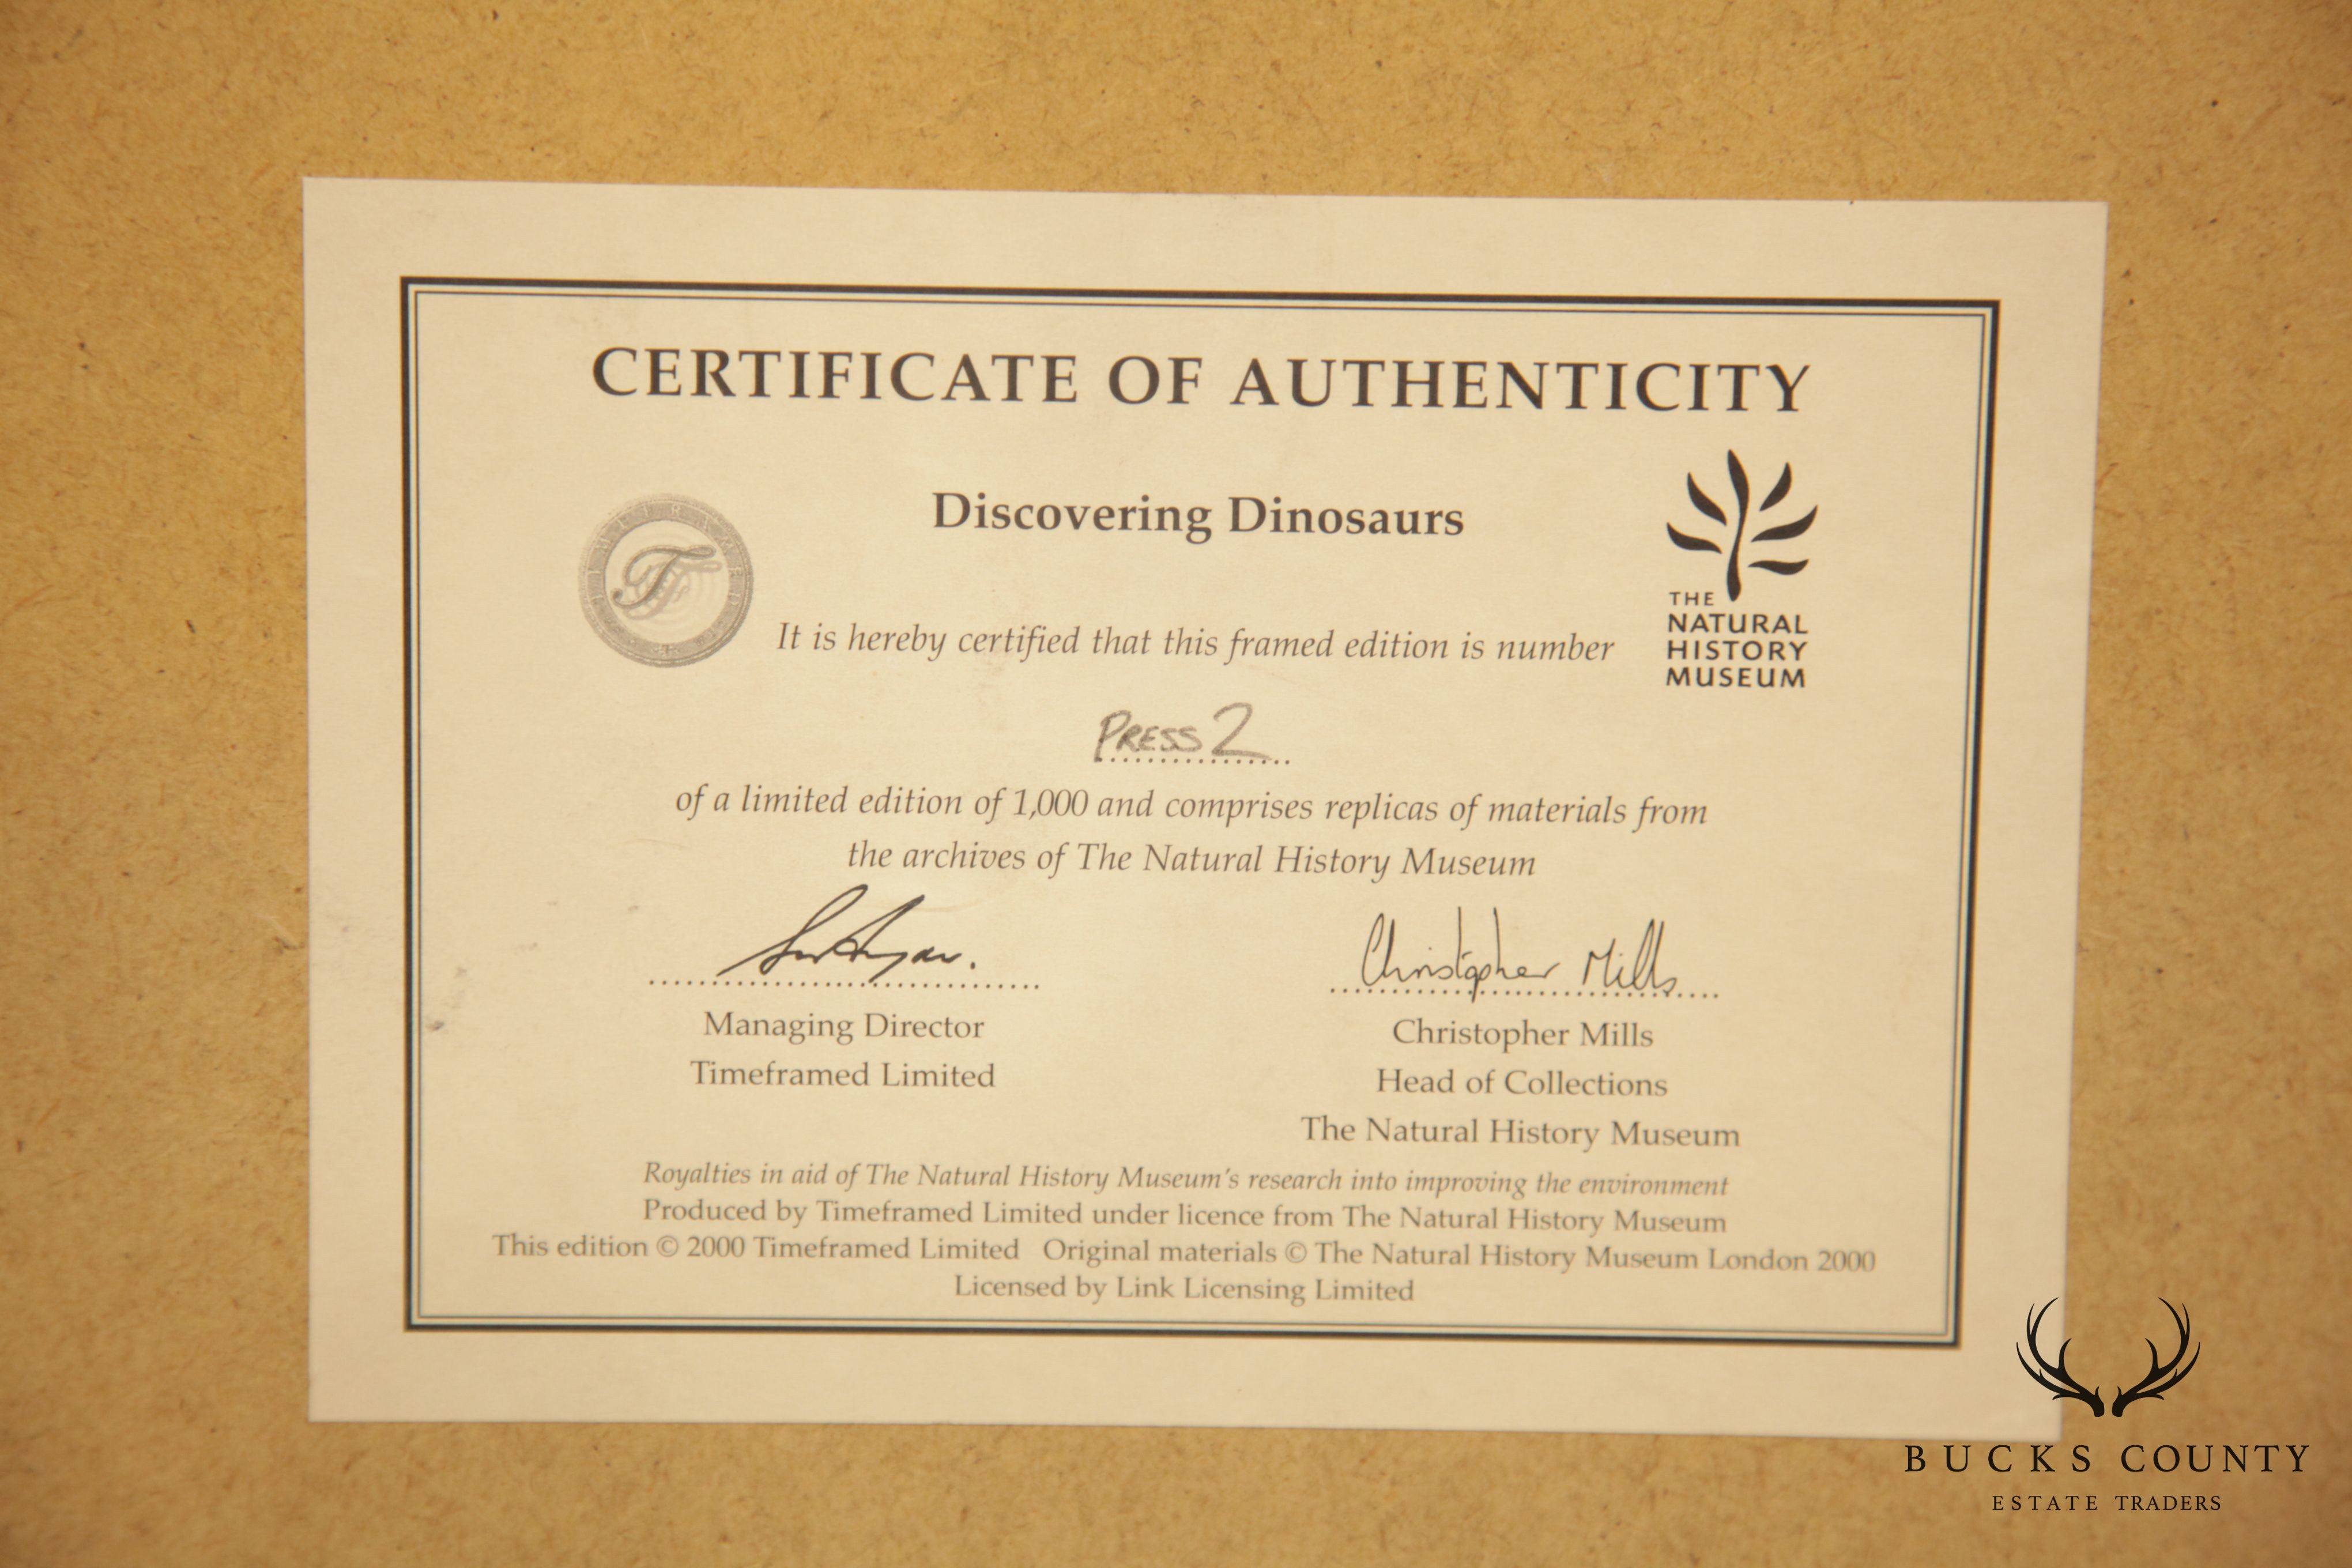 CERTIFICATE OF AUTHENTICITY
Discovering Dinosaurs
THE
NATURAL
HISTORY
MUSEUM
It is hereby certified that this framed edition is number
PRESS 2
of a limited edition of 1,000 and comprises replicas of materials from
the archives of The Natural History Museum
Christopher Mills
Managing Director
Timeframed Limited
Christopher Mills
Head of Collections
The Natural History Museum
Royalties in aid of The Natural History Museum's research into improving the environment
Produced by Timeframed Limited under licence from The Natural History Museum
This edition © 2000 Timeframed Limited Original materials © The Natural History Museum London 2000
Licensed by Link Licensing Limited
BUCKS COUNTY
ESTATE TRADERS